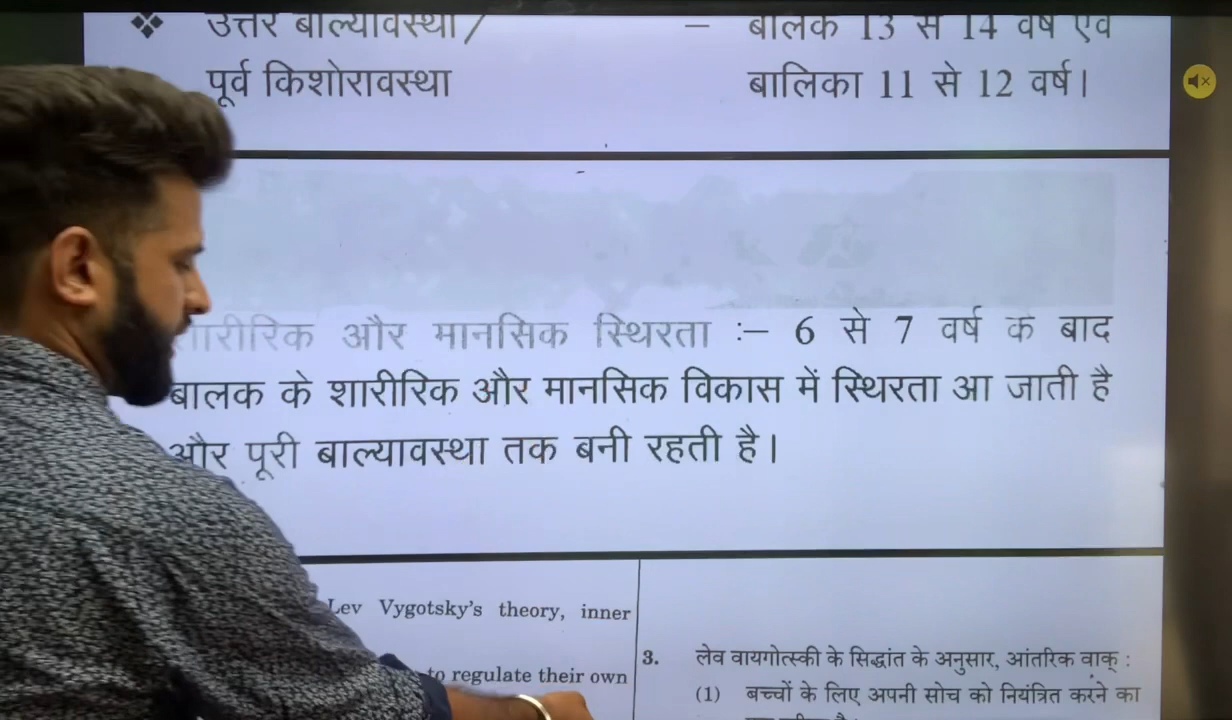 ❖ उत्तर बाल्यावस्था/ – बालक 13 से 14 वर्ष एवं
पूर्व किशोरावस्था बालिका 11 से 12 वर्ष।
शारीरिक और मानसिक स्थिरता :– 6 से 7 वर्ष के बाद
बालक के शारीरिक और मानसिक विकास में स्थिरता आ जाती है
और पूरी बाल्यावस्था तक बनी रहती है।
Lev Vygotsky's theory, inner
to regulate their own
3. लेव वायगोत्स्की के सिद्धांत के अनुसार, आंतरिक वाक् :
(1) बच्चों के लिए अपनी सोच को नियंत्रित करने का